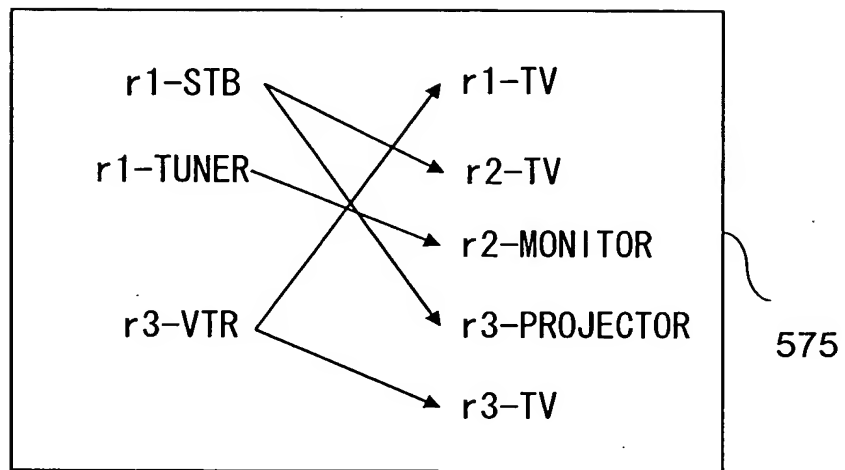 r1-STB
r1-TUNER
r3-VTR
r1-TV
r2-TV
r2-MONITOR
r3-PROJECTOR
r3-TV
575